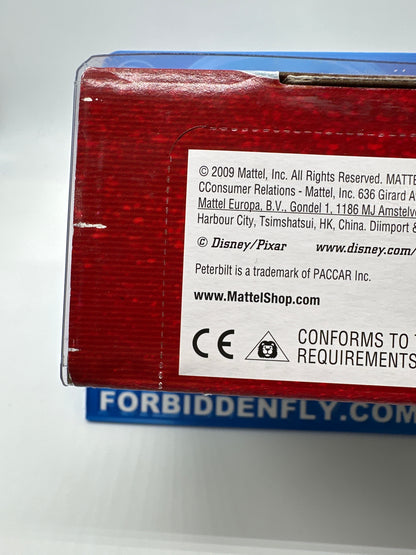 © 2009 Mattel, Inc. All Rights Reserved. MATTE
CConsumer Relations - Mattel, Inc. 636 Girard A
Mattel Europa, B.V., Gondel 1, 1186 MJ Amstelv
Harbour City, Tsimshatsui, HK, China. Diimport &
© Disney/Pixar www.disney.com/
Peterbilt is a trademark of PACCAR Inc.
www.MattelShop.com
CE CONFORMS TO T
REQUIREMENTS
FORBIDDENFLY.COM